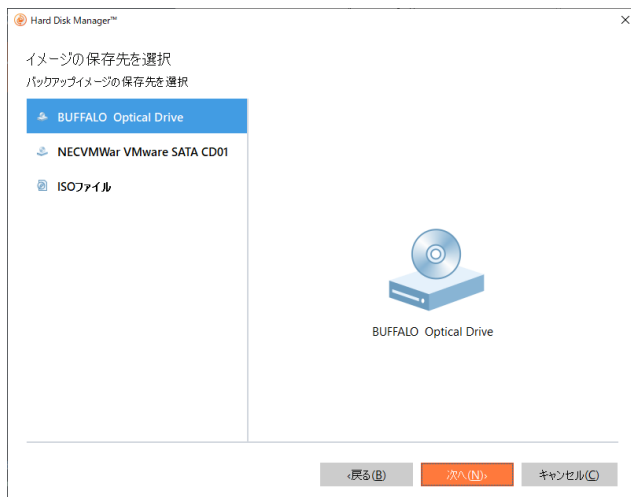 Hard Disk Manager™
イメージの保存先を選択
バックアップイメージの保存先を選択
BUFFALO Optical Drive
NECVMWar VMware SATA CD01
ISOファイル
BUFFALO Optical Drive
‹戻る(B) 次へ(N)› キャンセル(C)